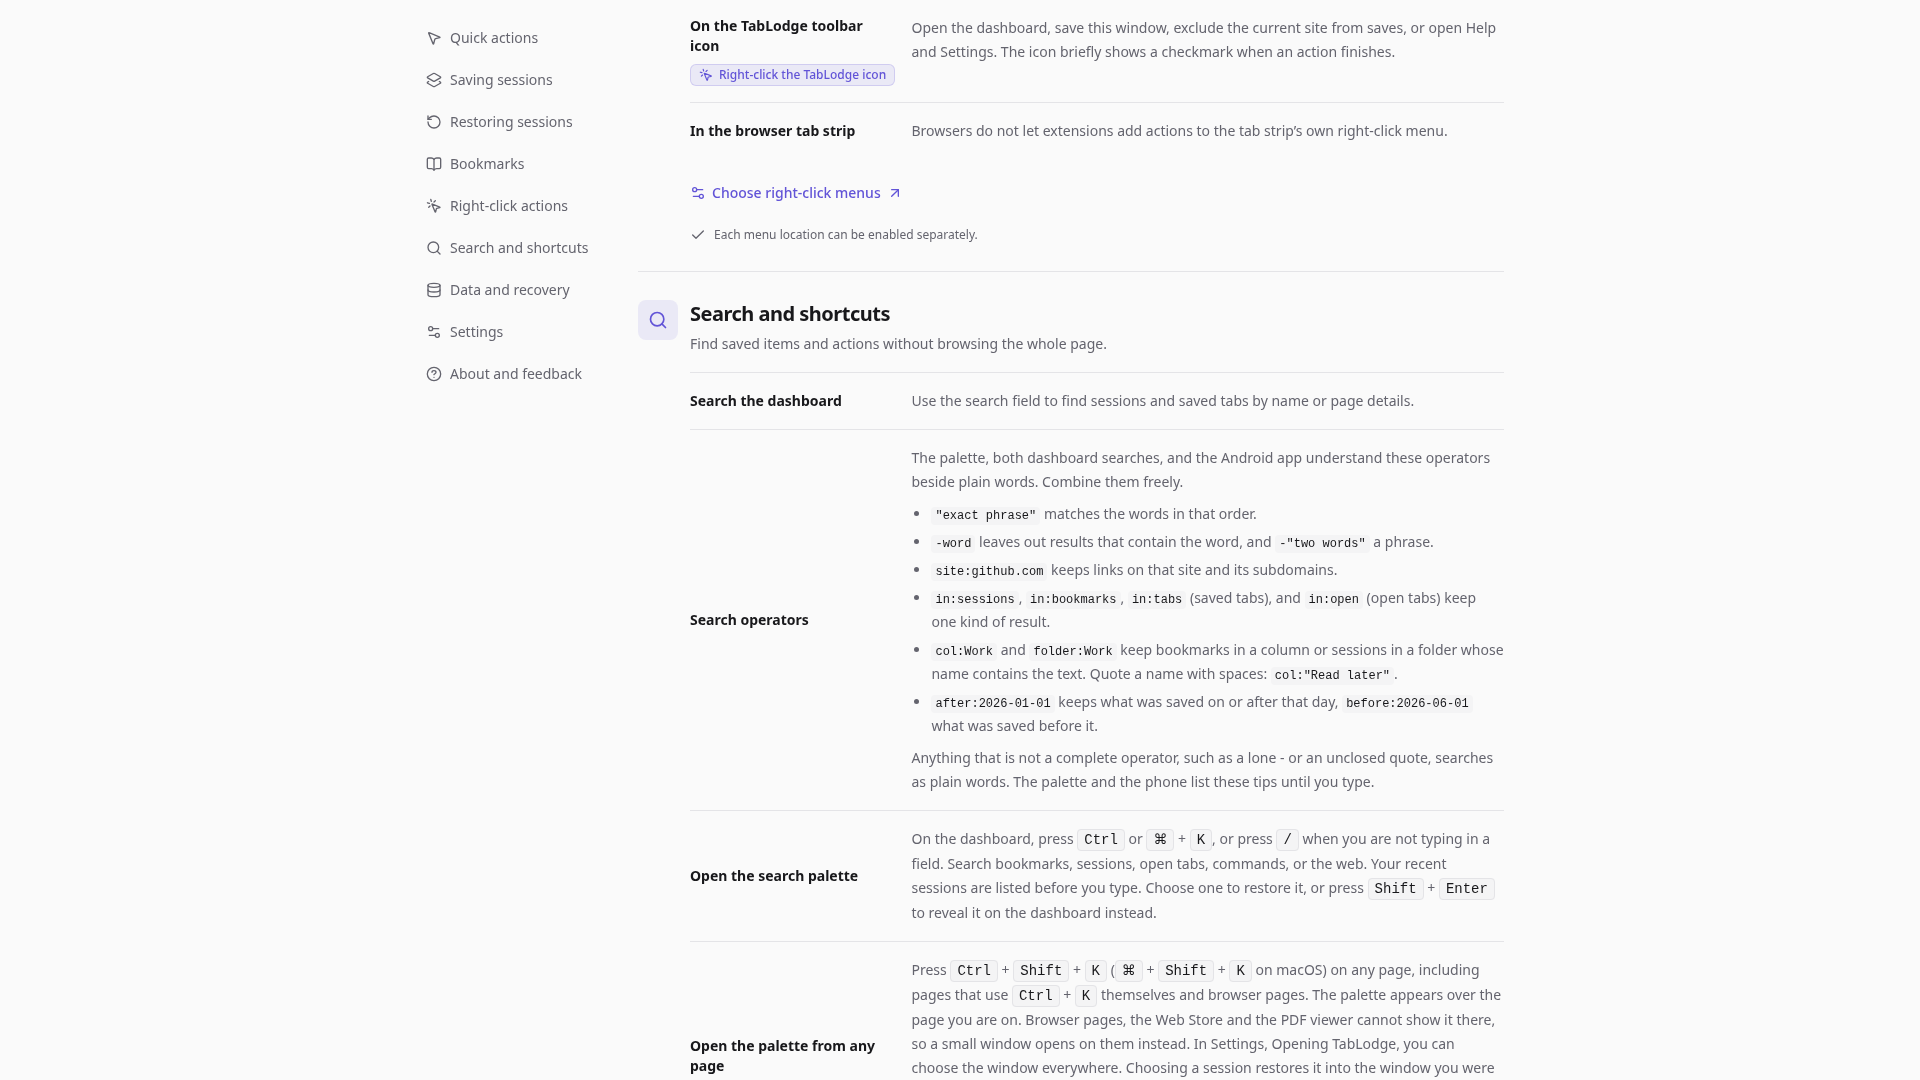 Quick actions
Saving sessions
Restoring sessions
Bookmarks
Right-click actions
Search and shortcuts
Data and recovery
Settings
About and feedback
On the TabLodge toolbar
icon
Right-click the TabLodge icon
Open the dashboard, save this window, exclude the current site from saves, or open Help
and Settings. The icon briefly shows a checkmark when an action finishes.
In the browser tab strip
Browsers do not let extensions add actions to the tab strip’s own right-click menu.
Choose right-click menus
Each menu location can be enabled separately.
Search and shortcuts
Find saved items and actions without browsing the whole page.
Search the dashboard
Use the search field to find sessions and saved tabs by name or page details.
Search operators
The palette, both dashboard searches, and the Android app understand these operators
beside plain words. Combine them freely.
• "exact phrase" matches the words in that order.
• -word leaves out results that contain the word, and -"two words" a phrase.
• site:github.com keeps links on that site and its subdomains.
• in:sessions, in:bookmarks, in:tabs (saved tabs), and in:open (open tabs) keep
one kind of result.
• col:Work and folder:Work keep bookmarks in a column or sessions in a folder whose
name contains the text. Quote a name with spaces: col:"Read later".
• after:2026-01-01 keeps what was saved on or after that day, before:2026-06-01
what was saved before it.
Anything that is not a complete operator, such as a lone - or an unclosed quote, searches
as plain words. The palette and the phone list these tips until you type.
Open the search palette
On the dashboard, press Ctrl or ⌘ + K, or press / when you are not typing in a
field. Search bookmarks, sessions, open tabs, commands, or the web. Your recent
sessions are listed before you type. Choose one to restore it, or press Shift + Enter
to reveal it on the dashboard instead.
Open the palette from any
page
Press Ctrl + Shift + K (⌘ + Shift + K on macOS) on any page, including
pages that use Ctrl + K themselves and browser pages. The palette appears over the
page you are on. Browser pages, the Web Store and the PDF viewer cannot show it there,
so a small window opens on them instead. In Settings, Opening TabLodge, you can
choose the window everywhere. Choosing a session restores it into the window you were